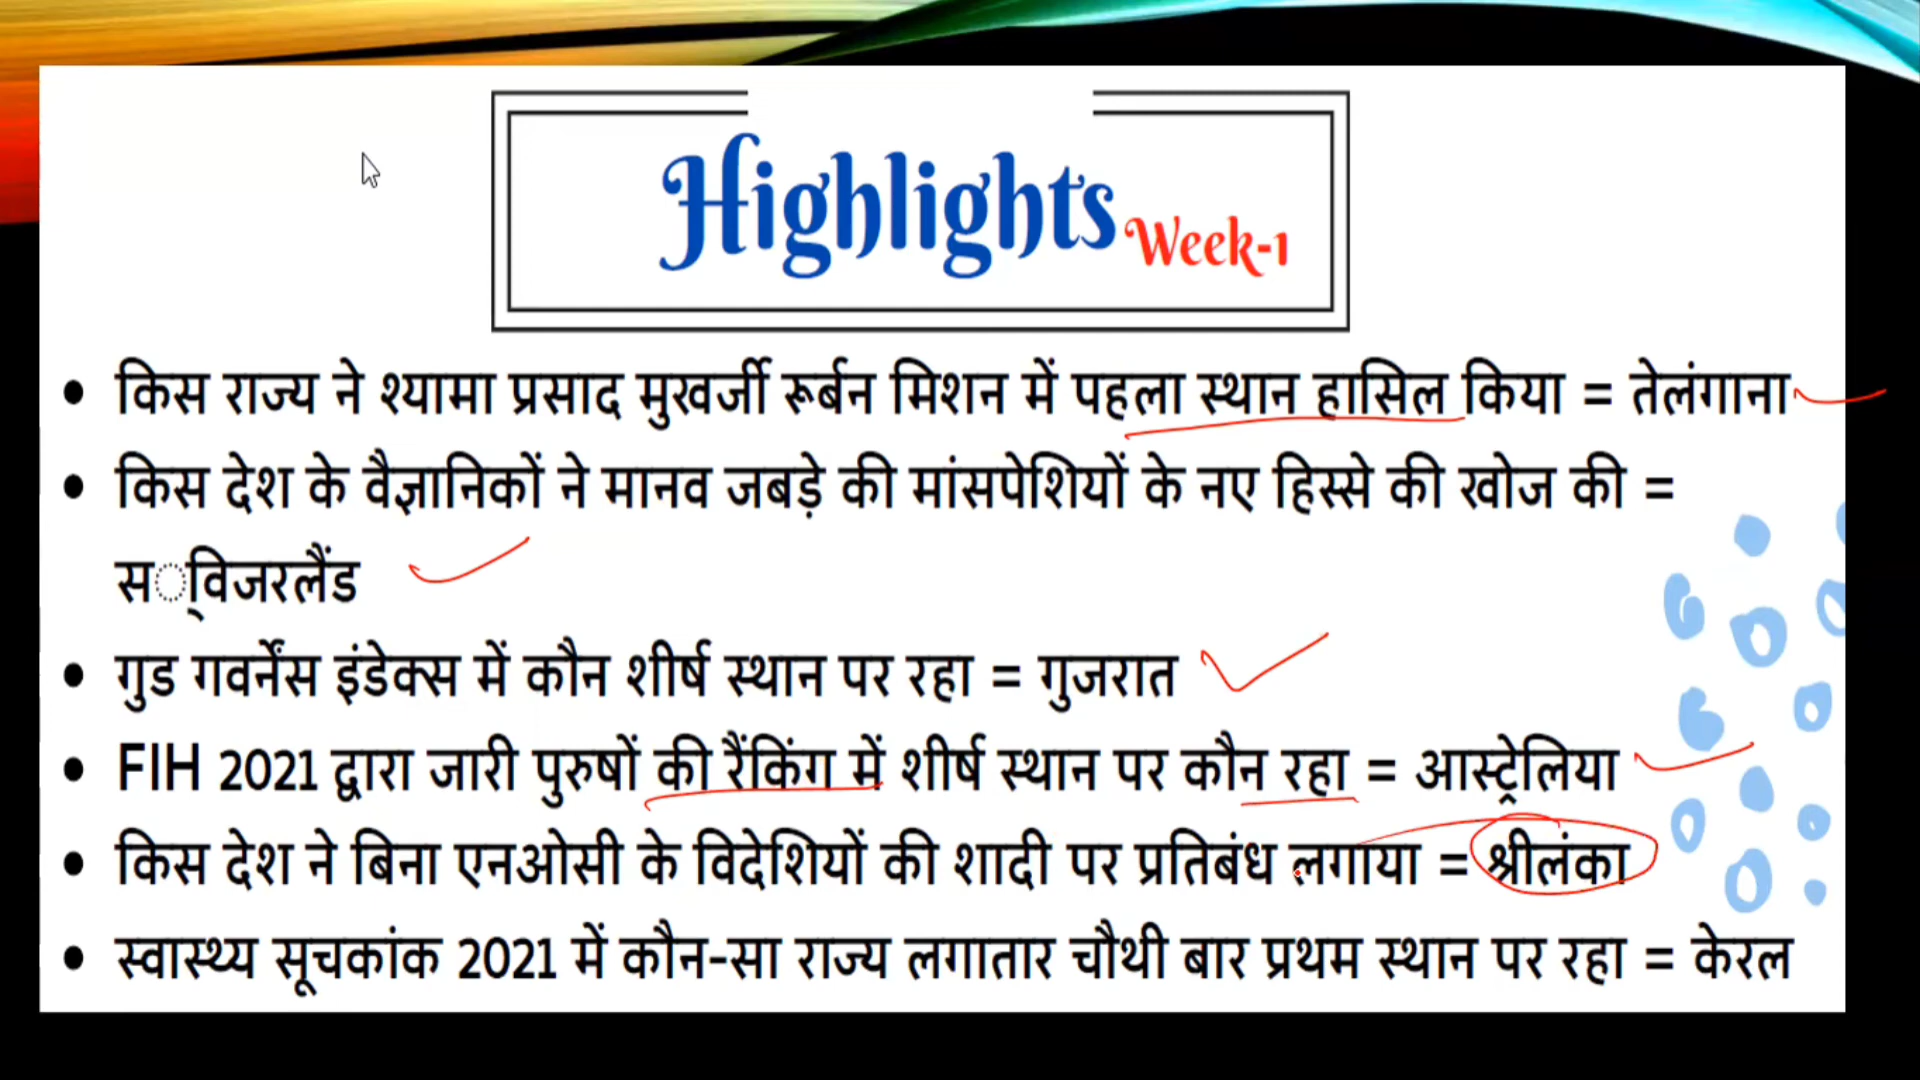 Highlights Week-1
• किस राज्य ने श्यामा प्रसाद मुखर्जी रूर्बन मिशन में पहला स्थान हासिल किया = तेलंगाना
• किस देश के वैज्ञानिकों ने मानव जबड़े की मांसपेशियों के नए हिस्से की खोज की =
स्विजरलैंड
• गुड गवर्नेंस इंडेक्स में कौन शीर्ष स्थान पर रहा = गुजरात
• FIH 2021 द्वारा जारी पुरुषों की रैंकिंग में शीर्ष स्थान पर कौन रहा = आस्ट्रेलिया
• किस देश ने बिना एनओसी के विदेशियों की शादी पर प्रतिबंध लगाया = श्रीलंका
• स्वास्थ्य सूचकांक 2021 में कौन-सा राज्य लगातार चौथी बार प्रथम स्थान पर रहा = केरल